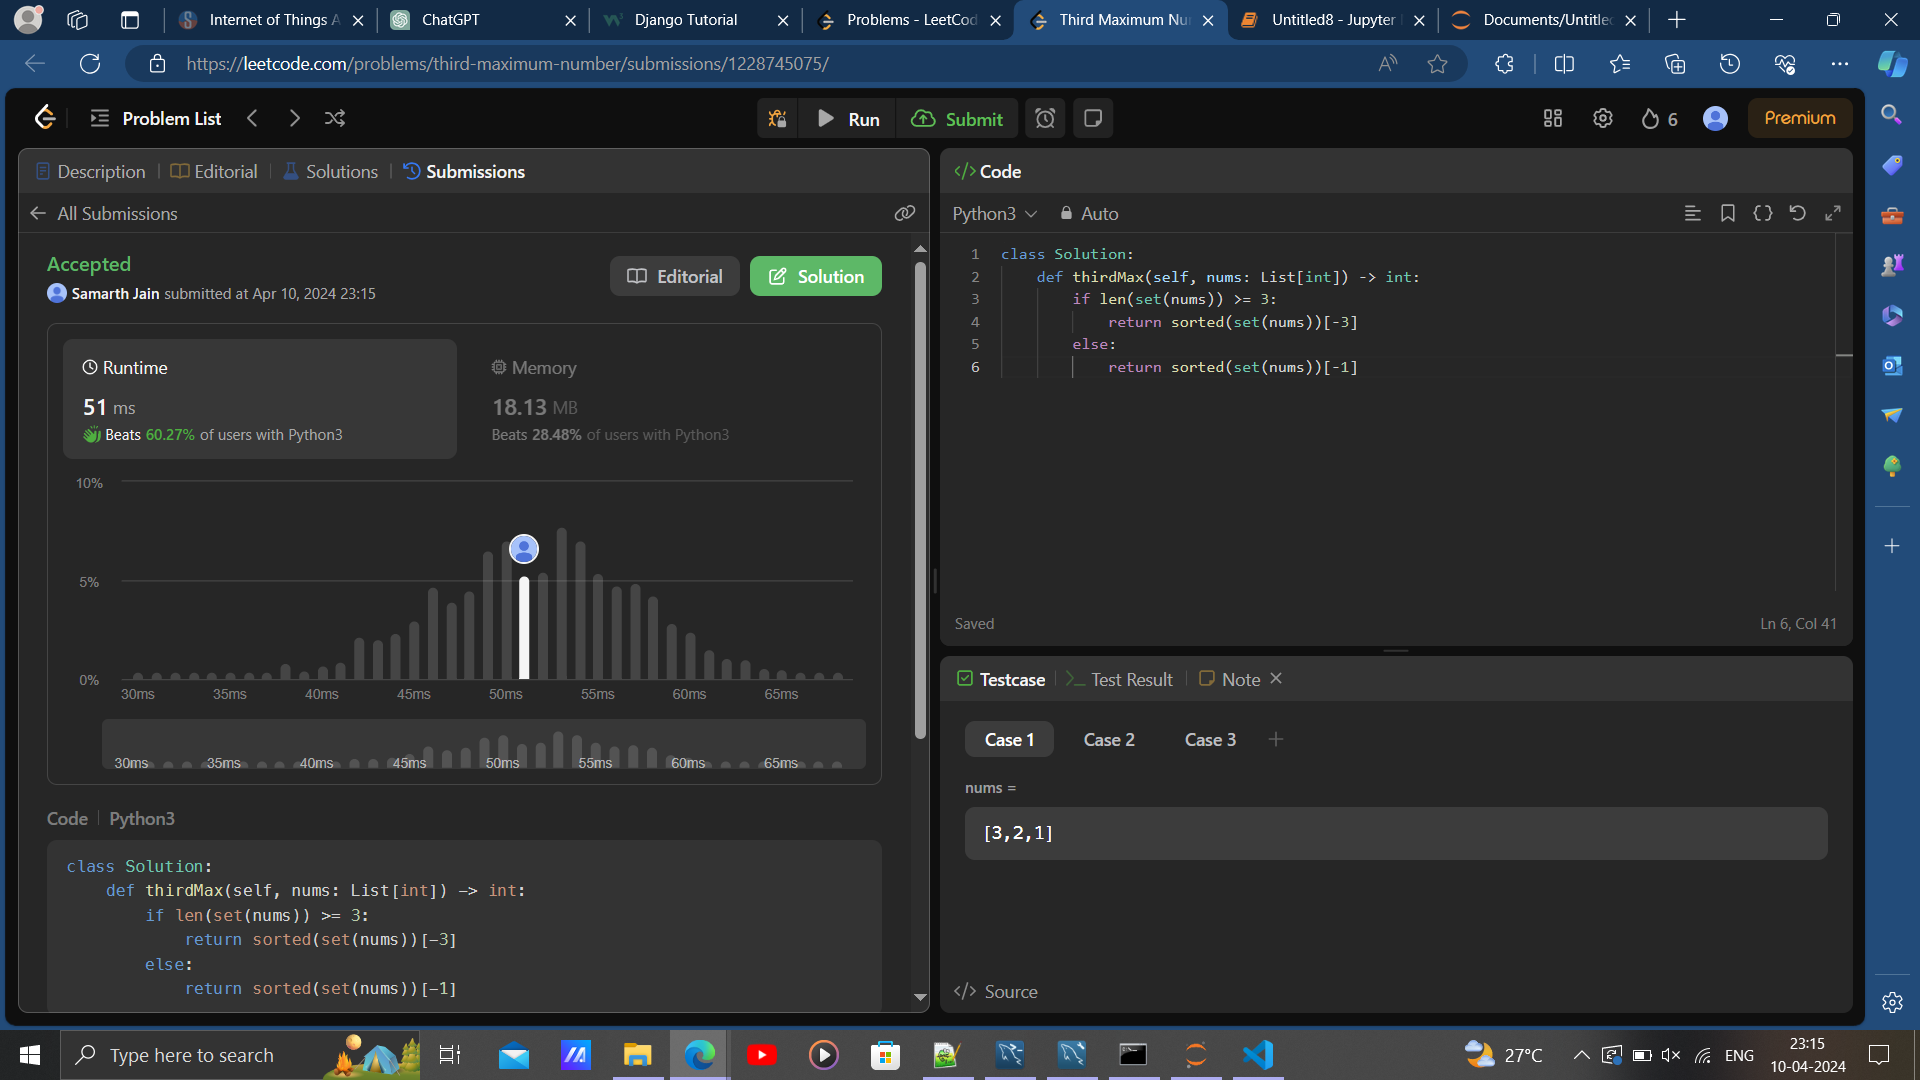 Internet of Things A
ChatGPT
Django Tutorial
Problems - LeetCod
Third Maximum Nu
Untitled8 - Jupyter
Documents/Untitle
https://leetcode.com/problems/third-maximum-number/submissions/1228745075/
Problem List
Run
Submit
6
Premium
Description
Editorial
Solutions
Submissions
All Submissions
Accepted
Samarth Jain submitted at Apr 10, 2024 23:15
Editorial
Solution
Runtime
51 ms
Beats 60.27% of users with Python3
Memory
18.13 MB
Beats 28.48% of users with Python3
10%
5%
0%
30ms 35ms 40ms 45ms 50ms 55ms 60ms 65ms
30ms 35ms 40ms 45ms 50ms 55ms 60ms 65ms
Code | Python3
class Solution:
    def thirdMax(self, nums: List[int]) -> int:
        if len(set(nums)) >= 3:
            return sorted(set(nums))[-3]
        else:
            return sorted(set(nums))[-1]
</> Code
Python3
Auto
1 class Solution:
2     def thirdMax(self, nums: List[int]) -> int:
3         if len(set(nums)) >= 3:
4             return sorted(set(nums))[-3]
5         else:
6             return sorted(set(nums))[-1]
Saved
Ln 6, Col 41
Testcase
Test Result
Note
Case 1
Case 2
Case 3
nums =
[3,2,1]
</> Source
Type here to search
27°C
ENG
23:15
10-04-2024